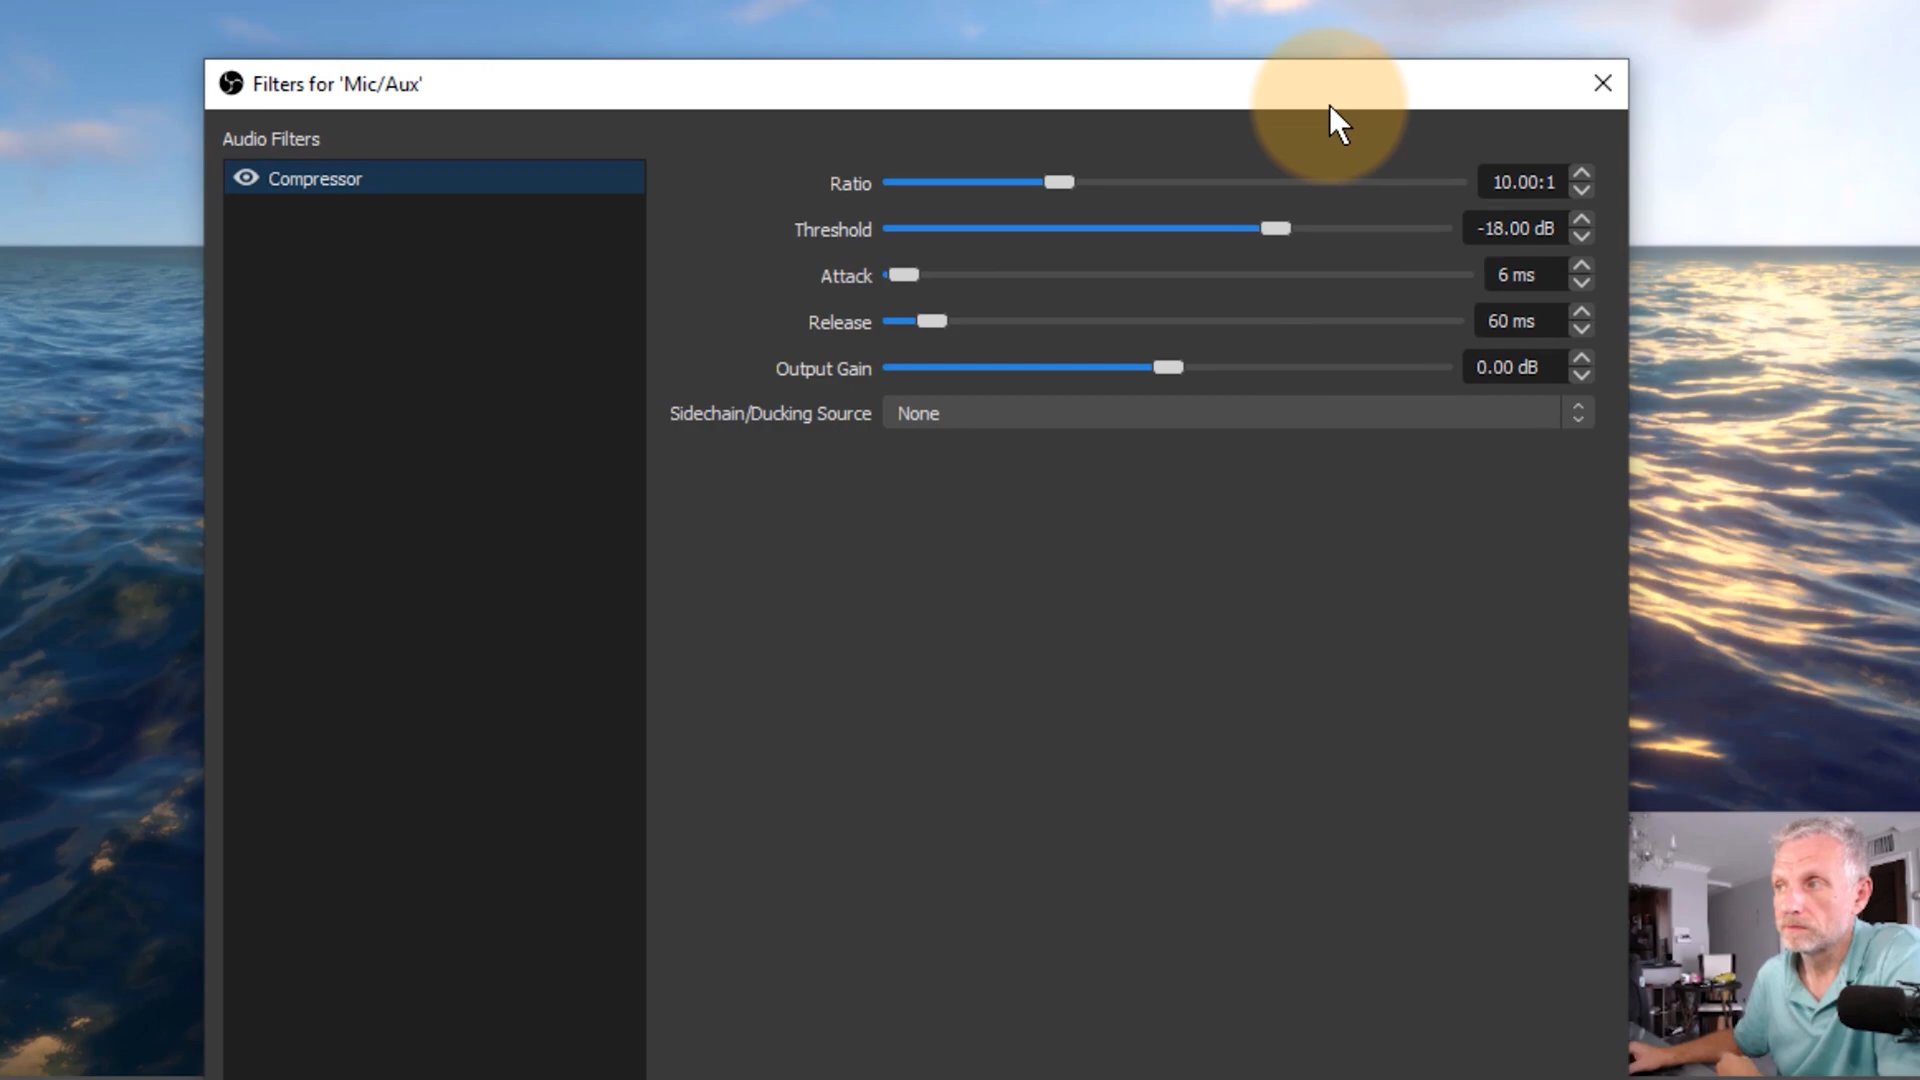 Filters for 'Mic/Aux'
Audio Filters
Compressor
Ratio 10.00:1
Threshold -18.00 dB
Attack 6 ms
Release 60 ms
Output Gain 0.00 dB
Sidechain/Ducking Source None